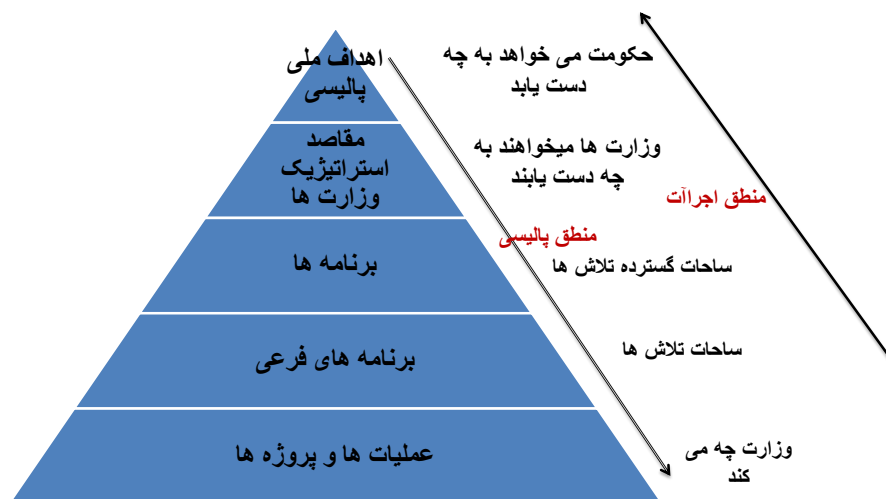 اهداف ملی
پالیسی
حکومت می خواهد به چه
دست یابد
مقاصد
استراتیژیک
وزارت ها
وزارت ها میخواهند به
چه دست یابند
منطق اجراآت
منطق پالیسی
برنامه ها
ساحات گسترده تلاش ها
برنامه های فرعی
ساحات تلاش ها
عملیات ها و پروژه ها
وزارت چه می
کند